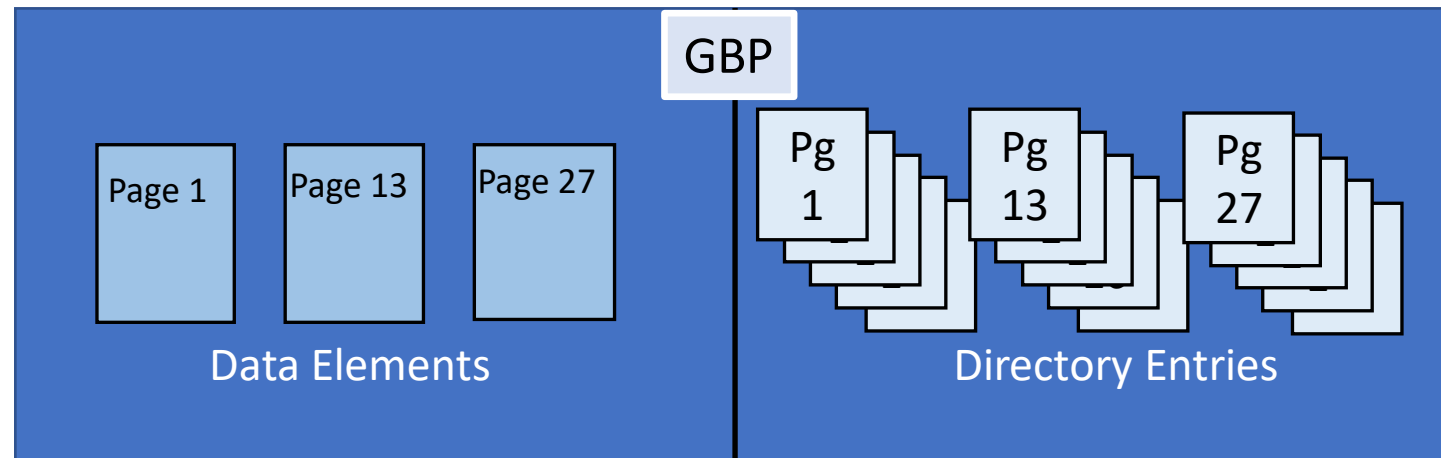 GBP
Page 1
Page 13
Page 27
Data Elements
Pg
1
Pg
13
Pg
27
Directory Entries